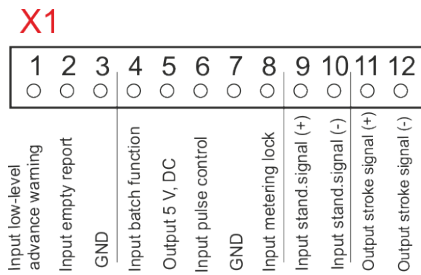 X1
1 2 3 4 5 6 7 8 9 10 11 12
Input low-level
advance warning
Input empty report
GND
Input batch function
Output 5 V, DC
Input pulse control
GND
Input metering lock
Input stand.signal (+)
Input stand.signal (-)
Output stroke signal (+)
Output stroke signal (-)